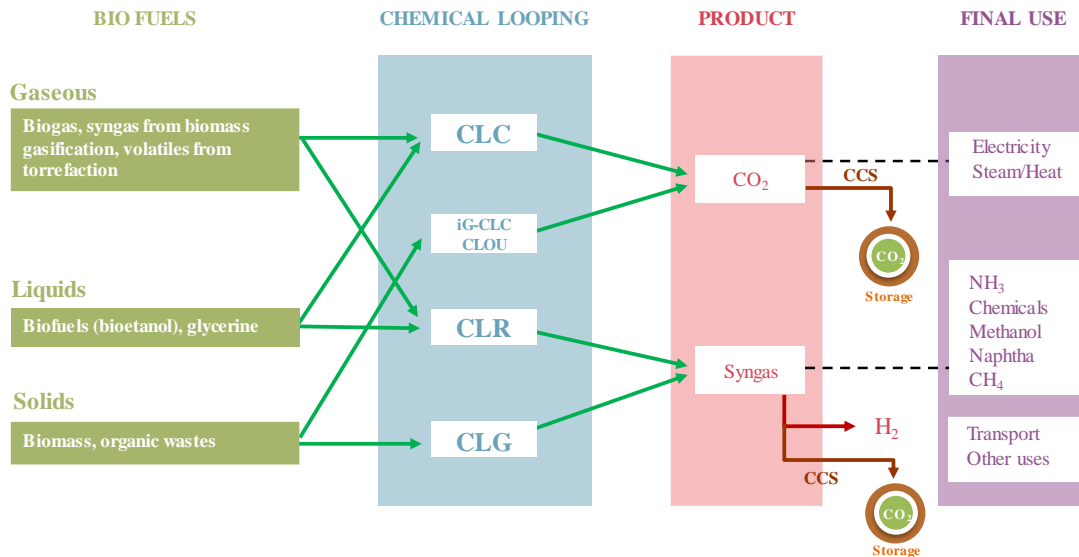 BIO FUELS
CHEMICAL LOOPING
PRODUCT
FINAL USE
Gaseous
Biogas, syngas from biomass
gasification, volatiles from
torrefaction
Liquids
Biofuels (bioetanol), glycerine
Solids
Biomass, organic wastes
CLC
iG-CLC
CLOU
CLR
CLG
CO₂
CCS
CO₂
Storage
Syngas
H₂
CCS
CO₂
Storage
Electricity
Steam/Heat
NH₃
Chemicals
Methanol
Naphtha
CH₄
Transport
Other uses